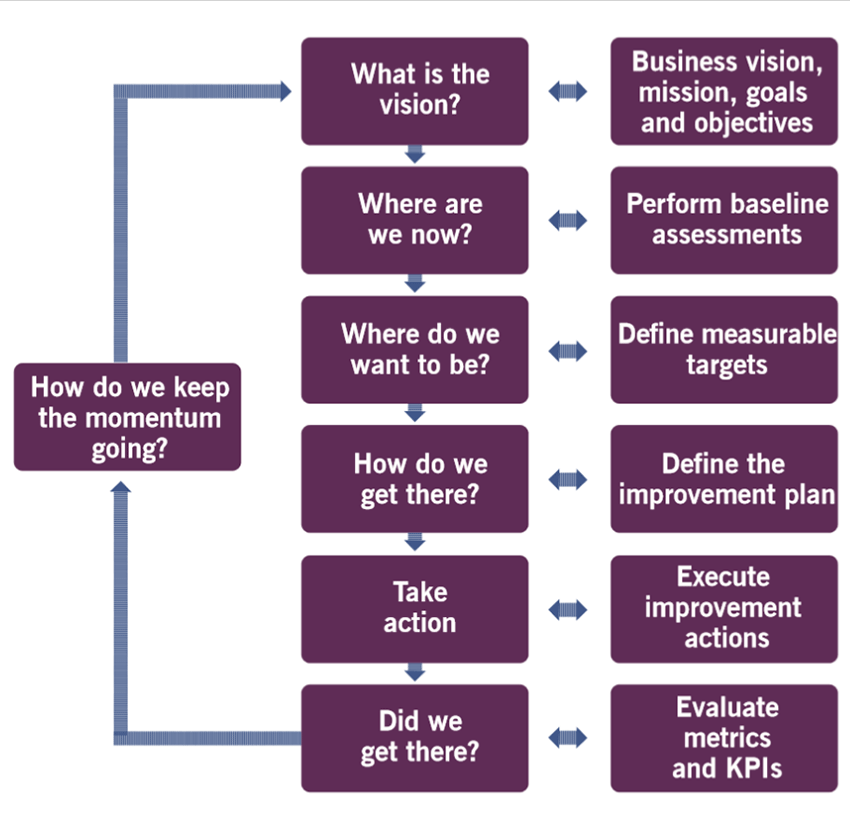 What is the
vision?
Business vision,
mission, goals
and objectives
Where are
we now?
Perform baseline
assessments
Where do we
want to be?
Define measurable
targets
How do we keep
the momentum
going?
How do we
get there?
Define the
improvement plan
Take
action
Execute
improvement
actions
Did we
get there?
Evaluate
metrics
and KPIs